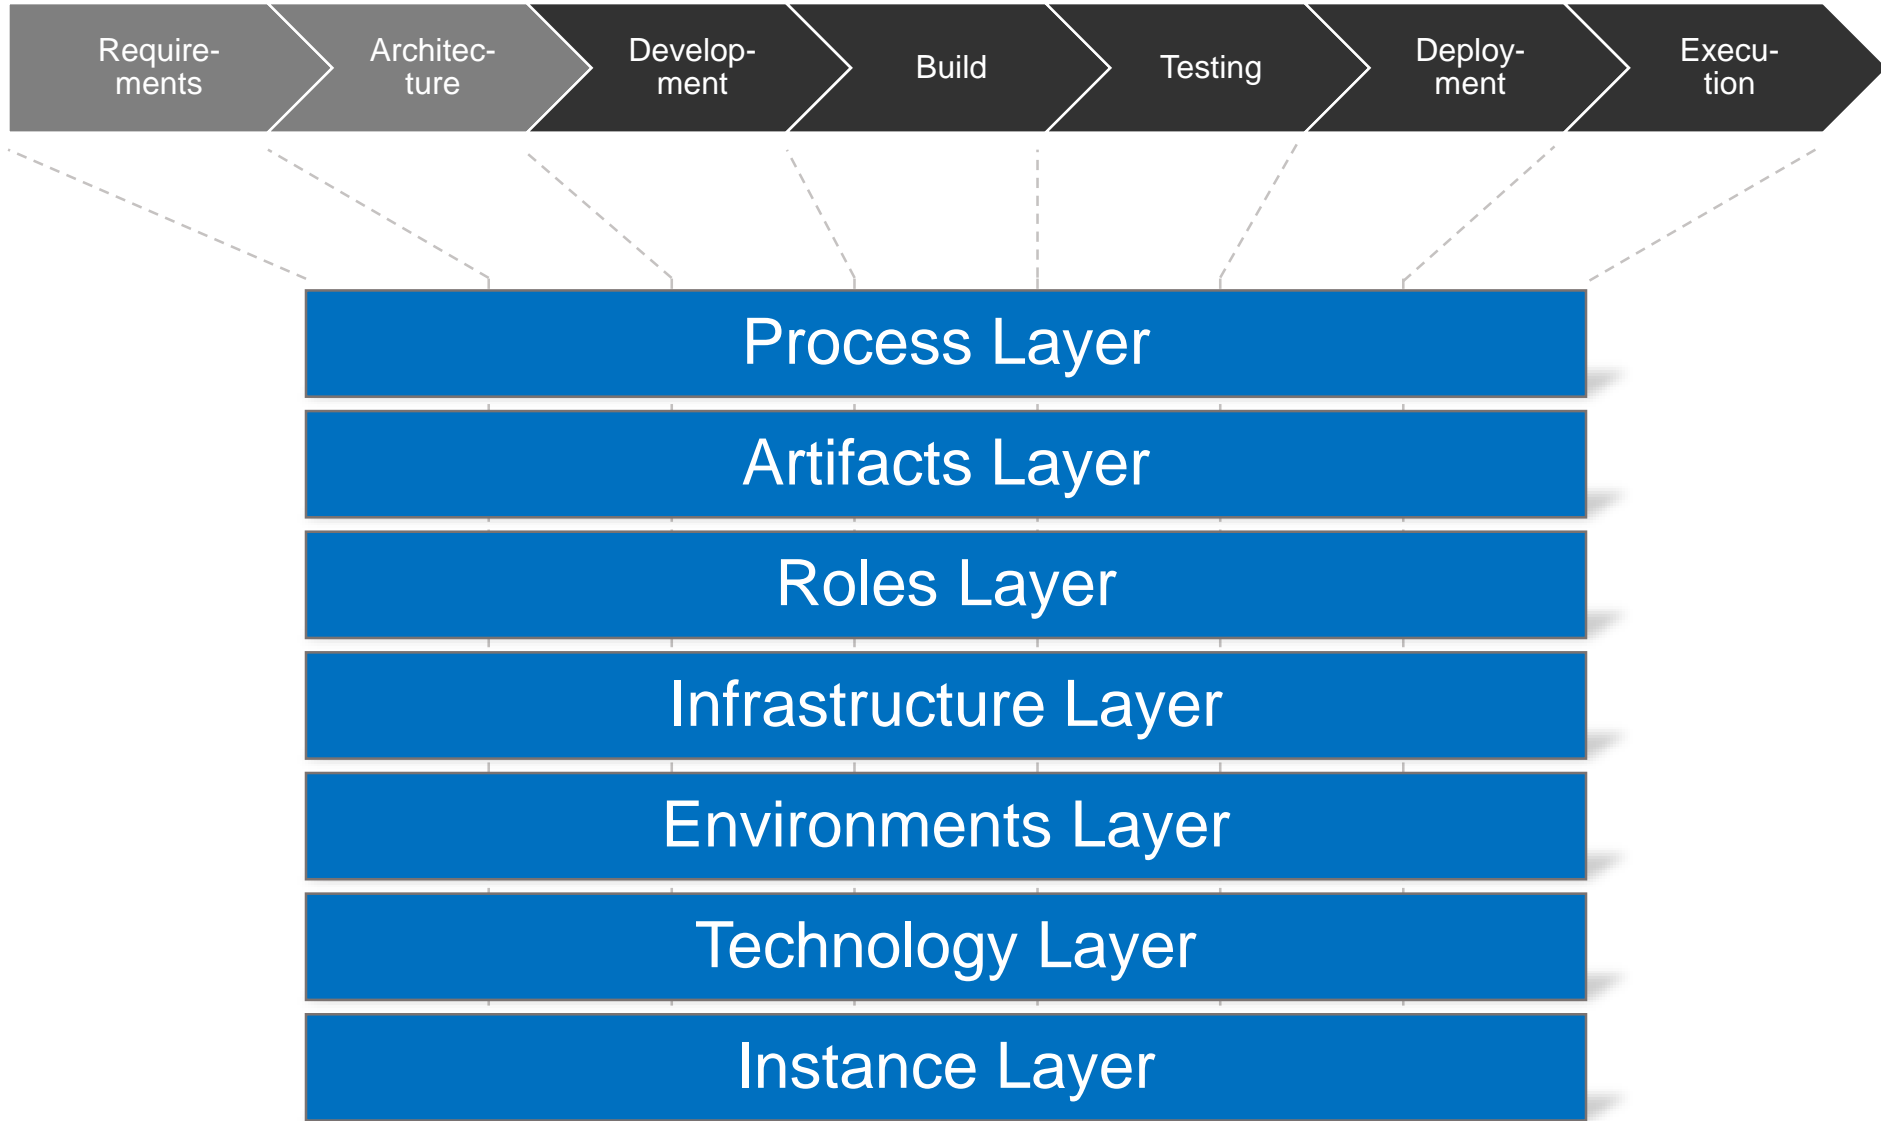 Require-
ments
Architec-
ture
Develop-
ment
Build
Testing
Deploy-
ment
Execu-
tion
Process Layer
Artifacts Layer
Roles Layer
Infrastructure Layer
Environments Layer
Technology Layer
Instance Layer